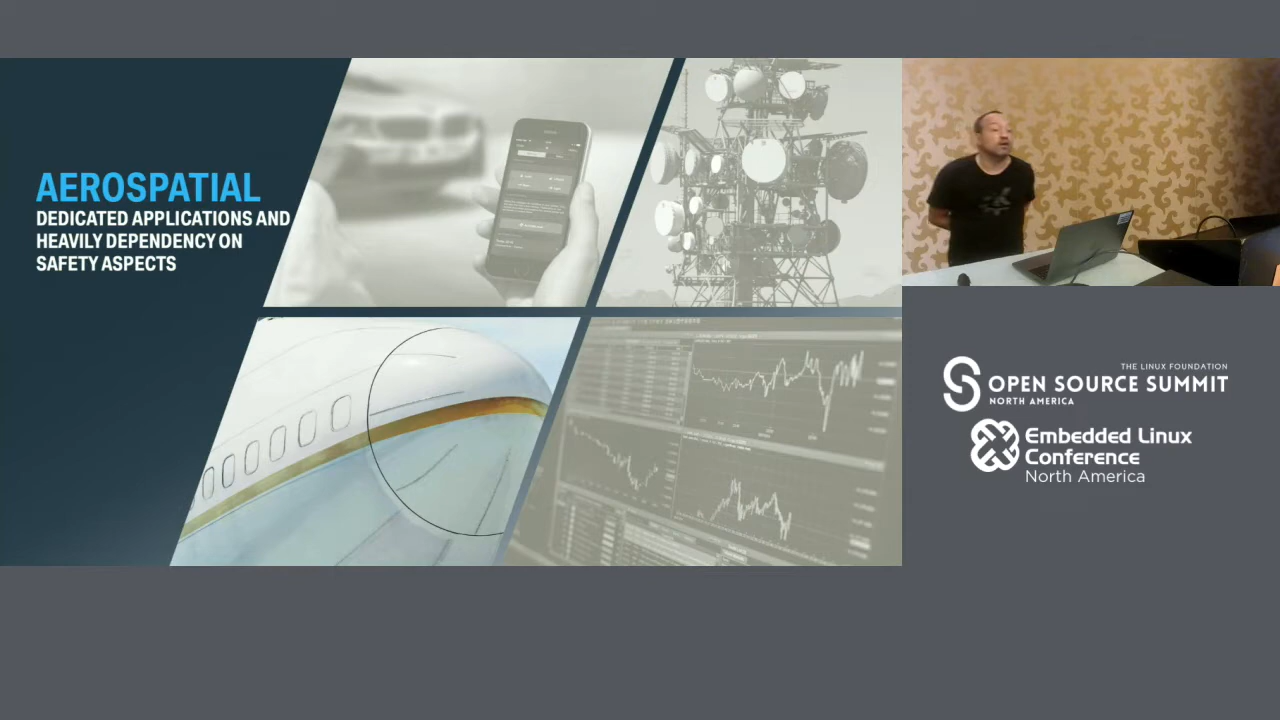 AEROSPATIAL
DEDICATED APPLICATIONS AND
HEAVILY DEPENDENCY ON
SAFETY ASPECTS
THE LINUX FOUNDATION
OPEN SOURCE SUMMIT
NORTH AMERICA
Embedded Linux
Conference
North America